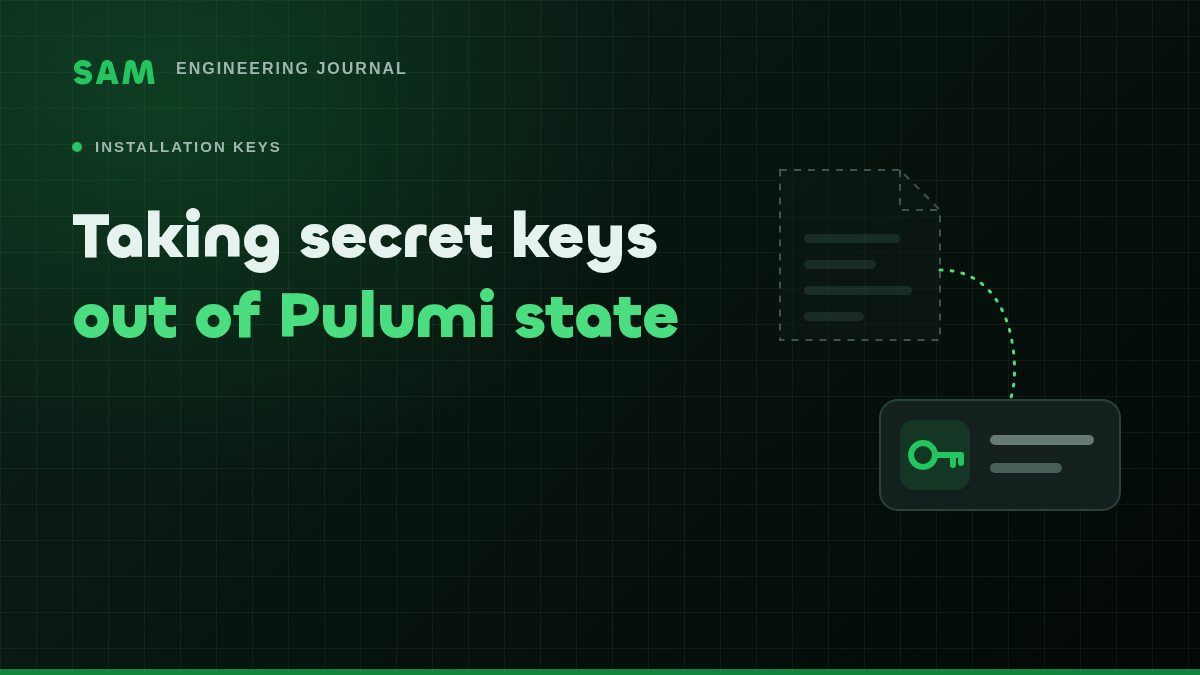 SAM ENGINEERING JOURNAL
INSTALLATION KEYS
Taking secret keys
out of Pulumi state